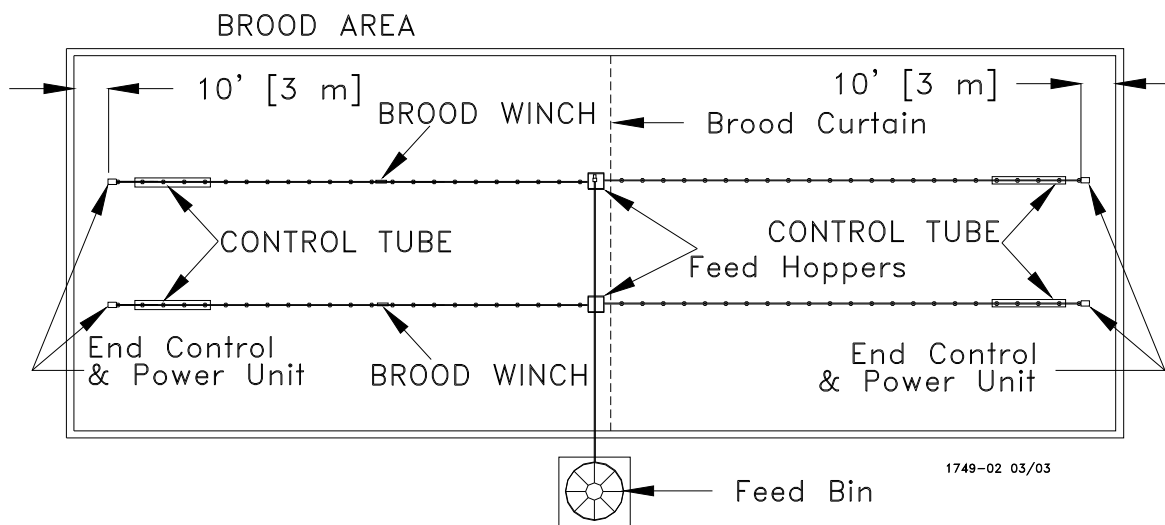 BROOD AREA
10' [3 m]
10' [3 m]
BROOD WINCH
Brood Curtain
CONTROL TUBE
CONTROL TUBE
Feed Hoppers
End Control
& Power Unit
BROOD WINCH
End Control
& Power Unit
1749-02 03/03
Feed Bin